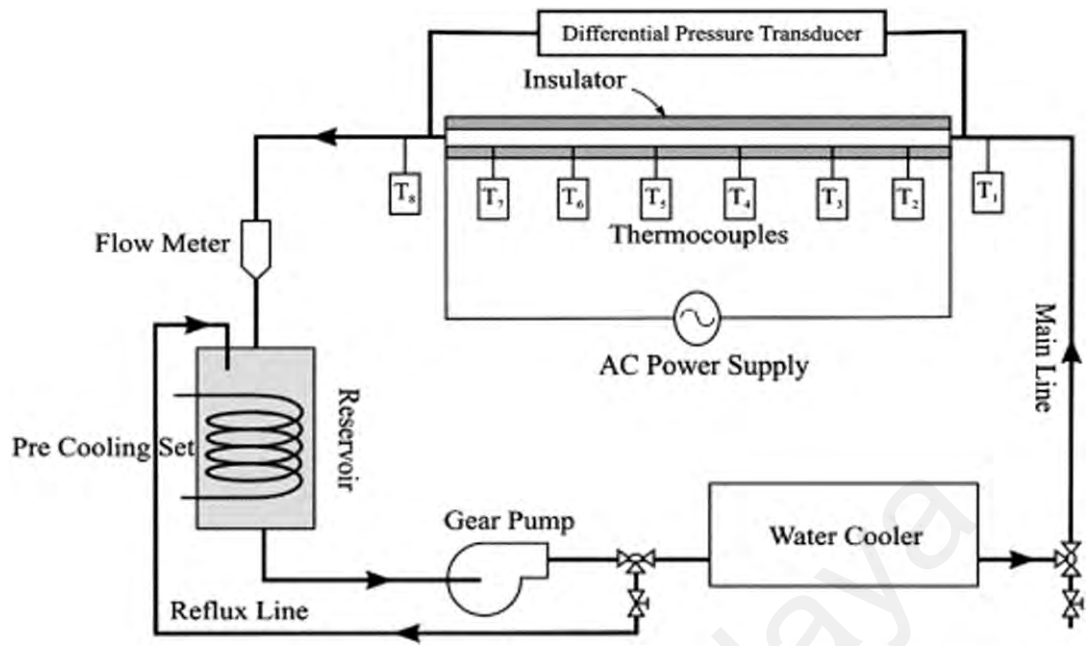 Differential Pressure Transducer
Insulator
T₈
T₇
T₆
T₅
T₄
T₃
T₂
T₁
Thermocouples
Flow Meter
AC Power Supply
Main Line
Reservoir
Pre Cooling Set
Gear Pump
Water Cooler
Reflux Line
laya